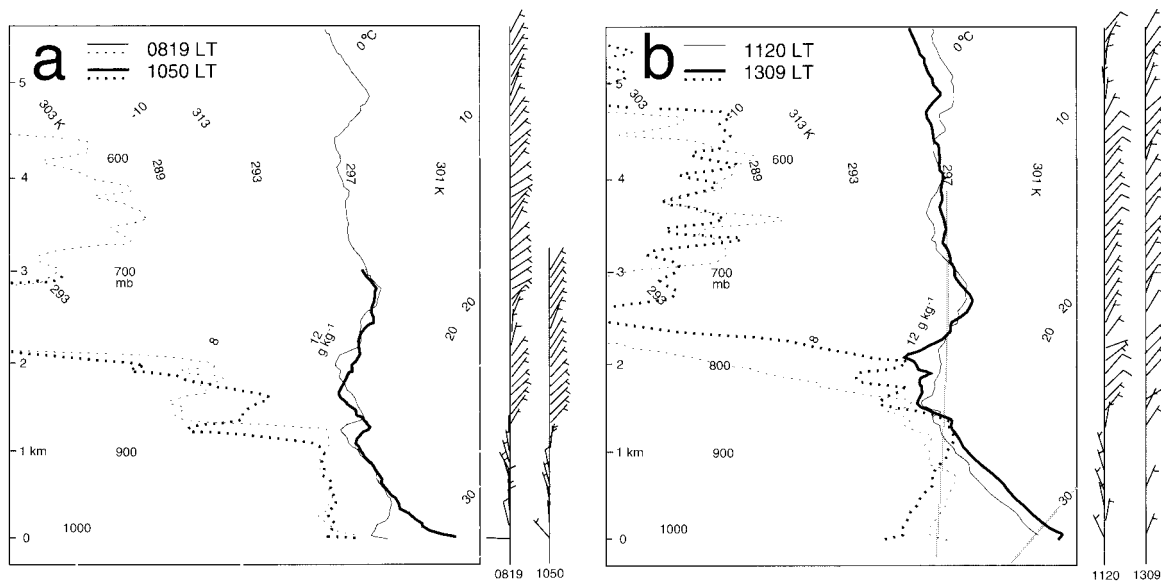 a
0819 LT
1050 LT
0 °C
5
303 K
-10
313
10
600
289
293
297
301 K
4
3
700
mb
293
20
20
8
12
g kg⁻¹
2
1 km
900
30
1000
0
0819
1050
b
1120 LT
1309 LT
0°C
5
303
-10
313 K
10
600
289
293
297
301 K
4
3
700
mb
293
20
20
8
12 g kg⁻¹
2
800
1 km
900
30
1000
0
1120
1309